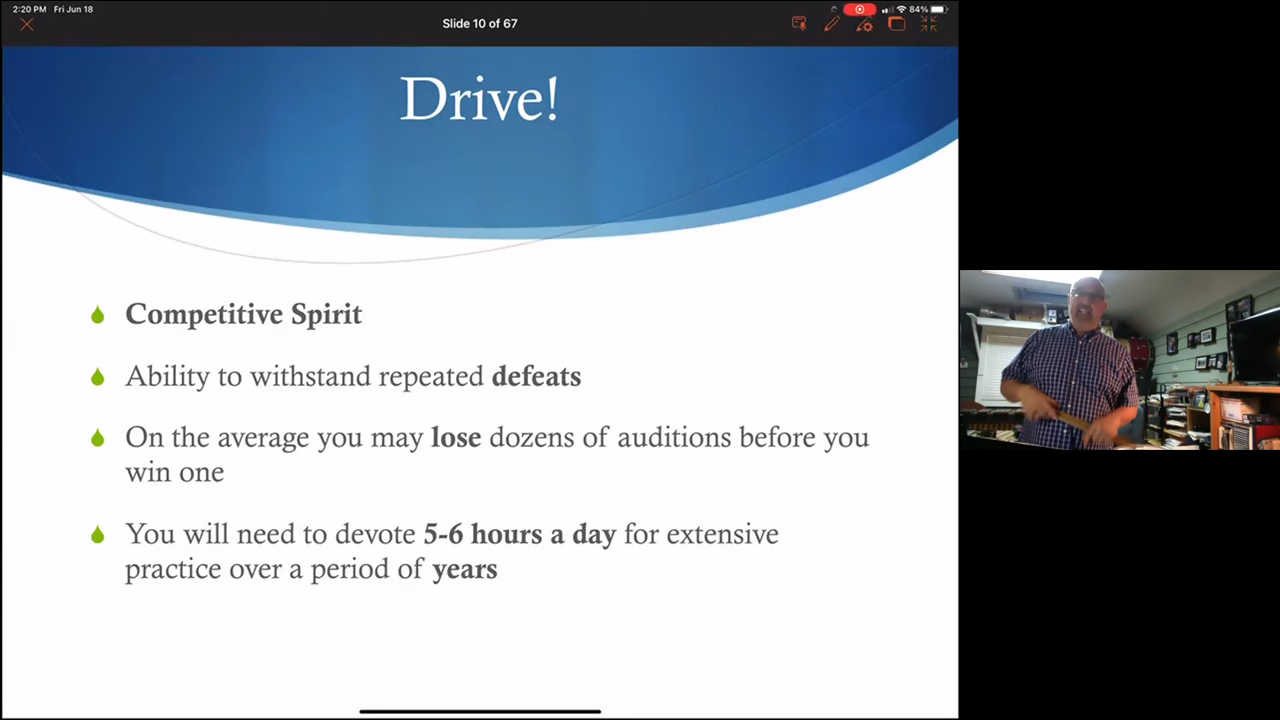 2:20 PM Fri Jun 18
84%
Slide 10 of 67
Drive!
Competitive Spirit
Ability to withstand repeated defeats
On the average you may lose dozens of auditions before you
win one
You will need to devote 5-6 hours a day for extensive
practice over a period of years